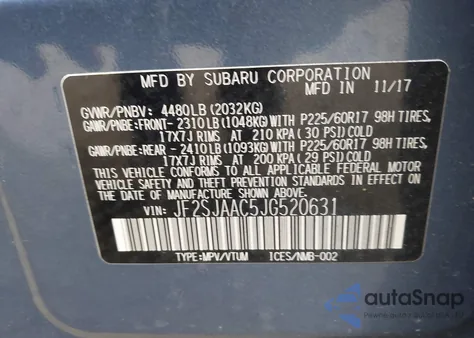 MFD BY SUBARU CORPORATION
MFD IN 11/17
GVWR/PNBV: 4480LB(2032KG)
GAWR/PNBE:FRONT-2310LB(1048KG)WITH P225/60R17 98H TIRES,
17X7J RIMS AT 210 KPA( 30 PSI)COLD
GAWR/PNBE:REAR -2410LB(1093KG)WITH P225/60R17 98H TIRES,
17X7J RIMS AT 200 KPA( 29 PSI)COLD
THIS VEHICLE CONFORMS TO ALL APPLICABLE FEDERAL MOTOR
VEHICLE SAFETY, BUMPER, AND THEFT PREVENTION STANDARDS
IN EFFECT ON THE DATE OF MANUFACTURE SHOWN ABOVE.
VIN: JF2SJAAC5JG520631
TYPE:MPV/VTUM ICES/NMB-002
autoSnap